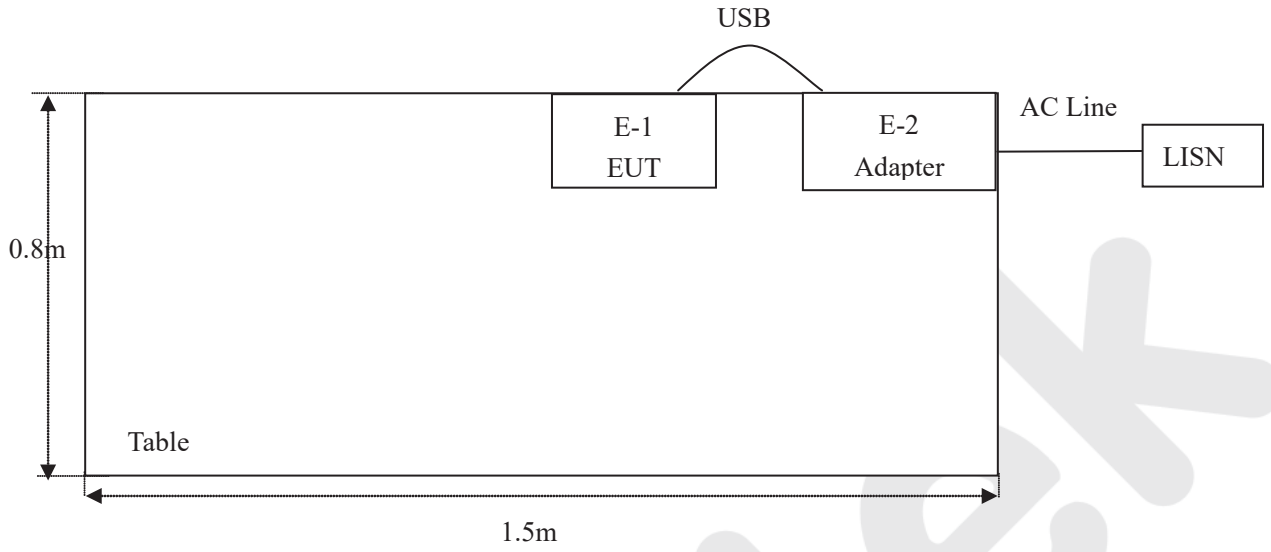 USB
E-1
EUT
E-2
Adapter
AC Line
LISN
0.8m
Table
1.5m